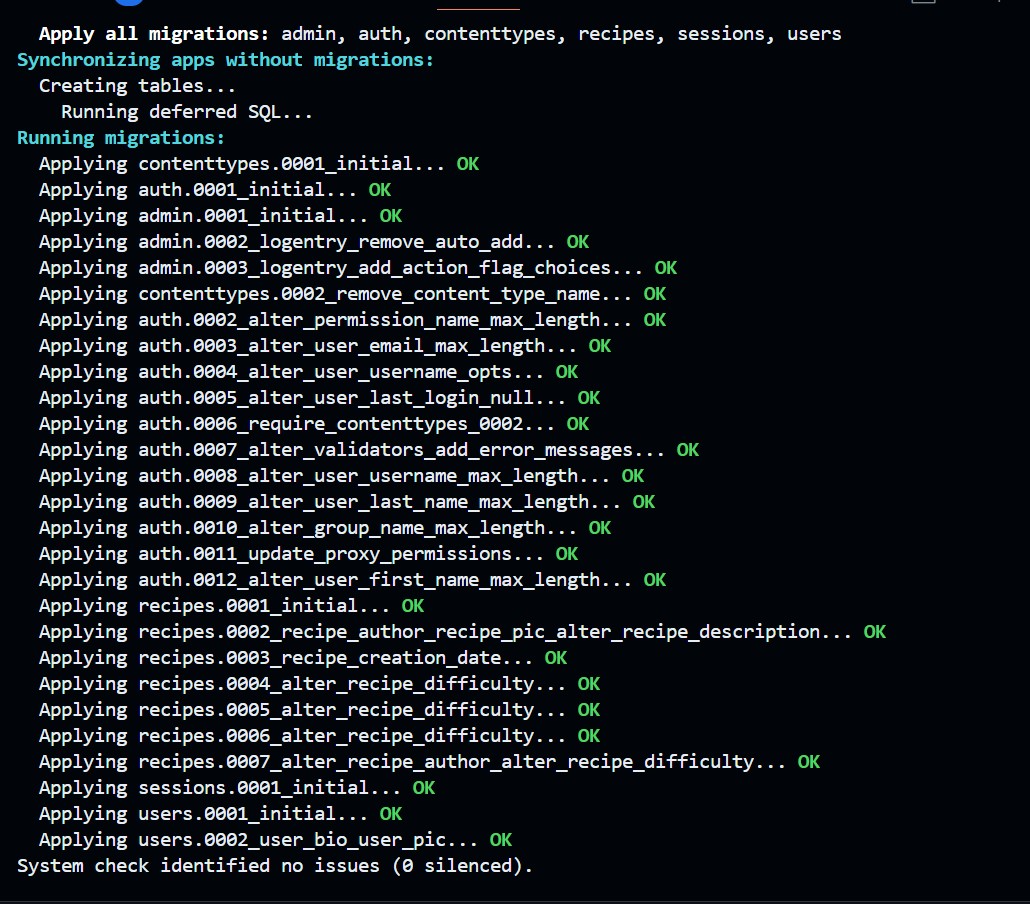 Apply all migrations: admin, auth, contenttypes, recipes, sessions, users
Synchronizing apps without migrations:
Creating tables...
Running deferred SQL...
Running migrations:
Applying contenttypes.0001_initial... OK
Applying auth.0001_initial... OK
Applying admin.0001_initial... OK
Applying admin.0002_logentry_remove_auto_add... OK
Applying admin.0003_logentry_add_action_flag_choices... OK
Applying contenttypes.0002_remove_content_type_name... OK
Applying auth.0002_alter_permission_name_max_length... OK
Applying auth.0003_alter_user_email_max_length... OK
Applying auth.0004_alter_user_username_opts... OK
Applying auth.0005_alter_user_last_login_null... OK
Applying auth.0006_require_contenttypes_0002... OK
Applying auth.0007_alter_validators_add_error_messages... OK
Applying auth.0008_alter_user_username_max_length... OK
Applying auth.0009_alter_user_last_name_max_length... OK
Applying auth.0010_alter_group_name_max_length... OK
Applying auth.0011_update_proxy_permissions... OK
Applying auth.0012_alter_user_first_name_max_length... OK
Applying recipes.0001_initial... OK
Applying recipes.0002_recipe_author_recipe_pic_alter_recipe_description... OK
Applying recipes.0003_recipe_creation_date... OK
Applying recipes.0004_alter_recipe_difficulty... OK
Applying recipes.0005_alter_recipe_difficulty... OK
Applying recipes.0006_alter_recipe_difficulty... OK
Applying recipes.0007_alter_recipe_author_alter_recipe_difficulty... OK
Applying sessions.0001_initial... OK
Applying users.0001_initial... OK
Applying users.0002_user_bio_user_pic... OK
System check identified no issues (0 silenced).